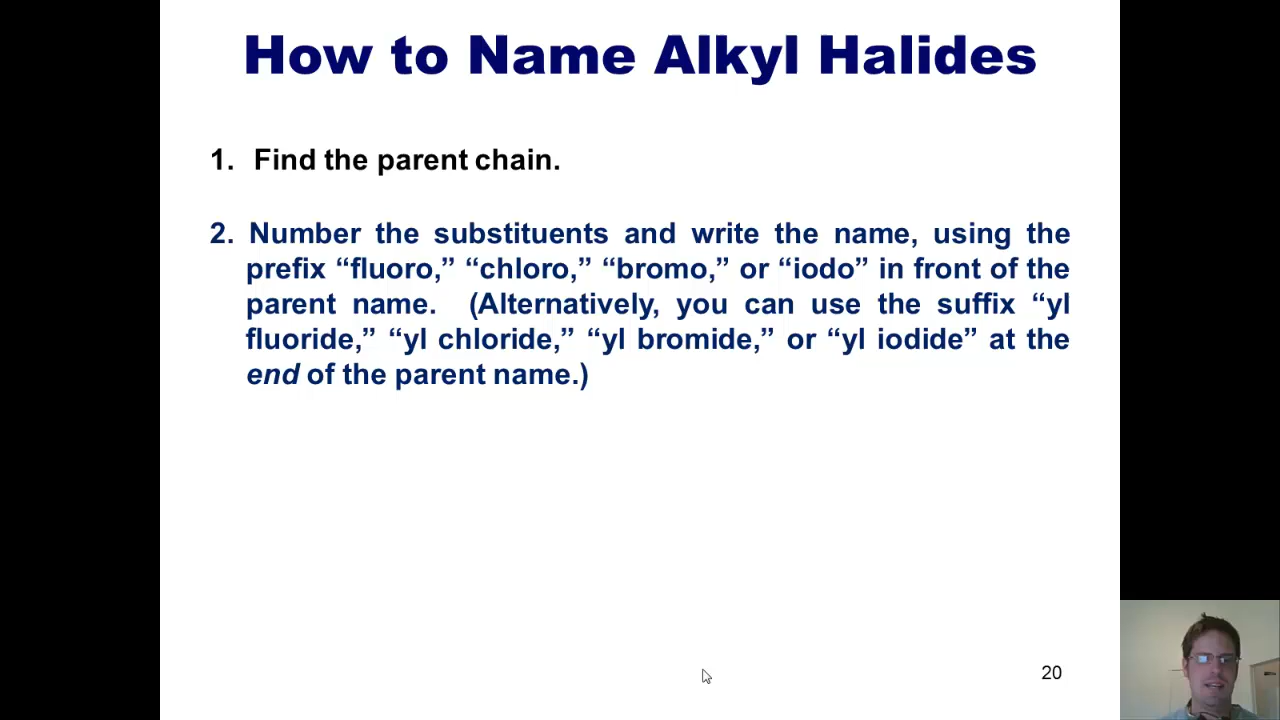 How to Name Alkyl Halides
1. Find the parent chain.
2. Number the substituents and write the name, using the
prefix “fluoro,” “chloro,” “bromo,” or “iodo” in front of the
parent name. (Alternatively, you can use the suffix “yl
fluoride,” “yl chloride,” “yl bromide,” or “yl iodide” at the
end of the parent name.)
20